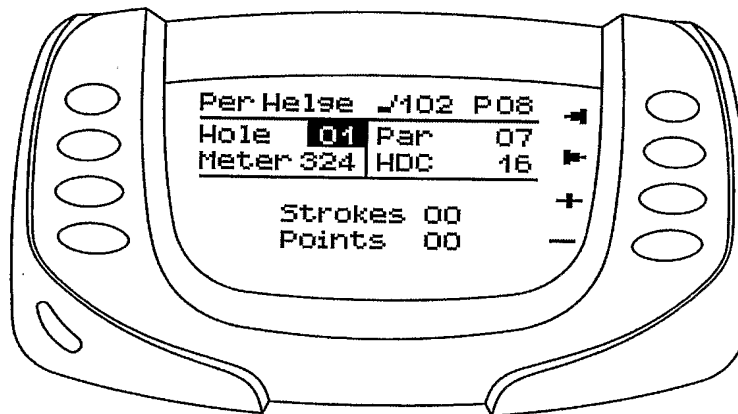 Per Helge /102 P08
Hole 01 Par 07
Meter 324 HDC 16
+
Strokes 00
Points 00 —